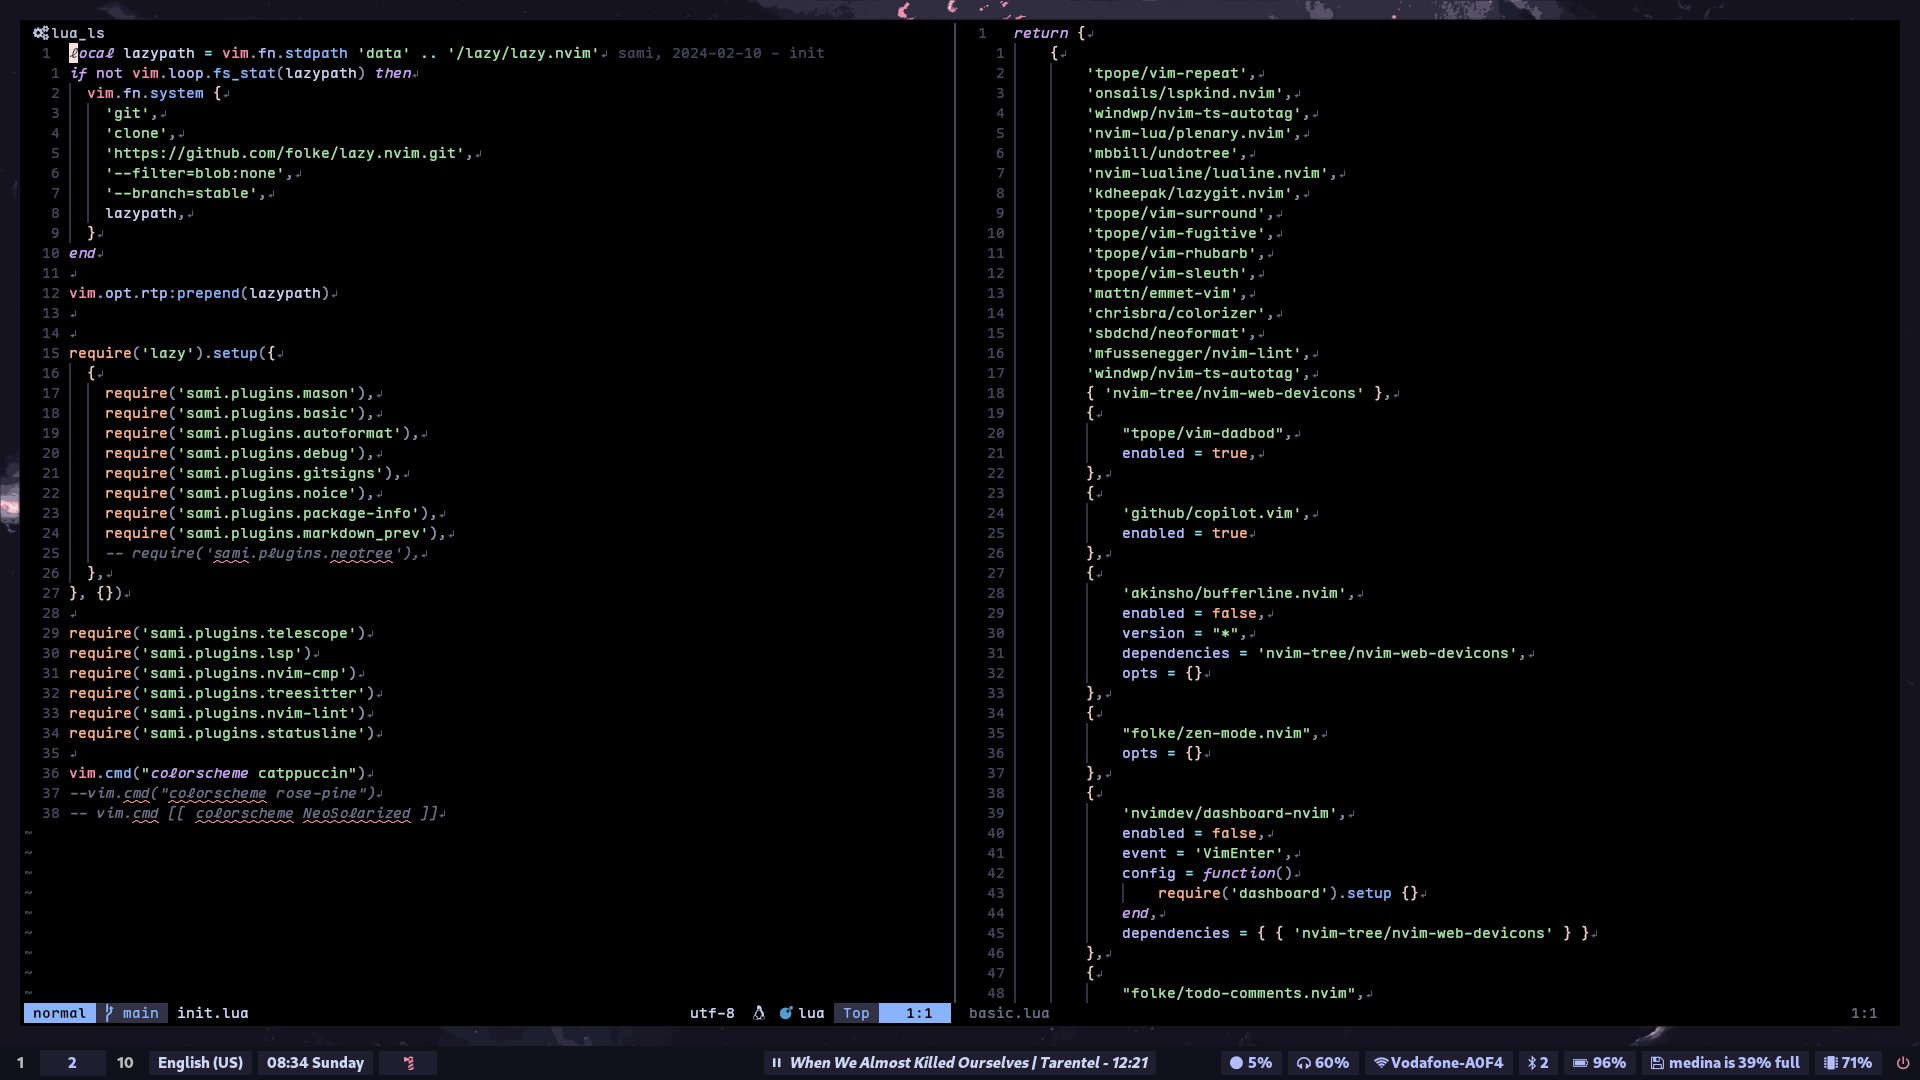 lua_ls
1 local lazypath = vim.fn.stdpath 'data' .. '/lazy/lazy.nvim' sami, 2024-02-10 - init
1 if not vim.loop.fs_stat(lazypath) then
2 vim.fn.system {
3 'git',
4 'clone',
5 'https://github.com/folke/lazy.nvim.git',
6 '--filter=blob:none',
7 '--branch=stable',
8 lazypath,
9 }
10 end
11
12 vim.opt.rtp:prepend(lazypath)
13
14
15 require('lazy').setup({
16 {
17 require('sami.plugins.mason'),
18 require('sami.plugins.basic'),
19 require('sami.plugins.autoformat'),
20 require('sami.plugins.debug'),
21 require('sami.plugins.gitsigns'),
22 require('sami.plugins.noice'),
23 require('sami.plugins.package-info'),
24 require('sami.plugins.markdown_prev'),
25 -- require('sami.plugins.neotree'),
26 },
27 }, {})
28
29 require('sami.plugins.telescope')
30 require('sami.plugins.lsp')
31 require('sami.plugins.nvim-cmp')
32 require('sami.plugins.treesitter')
33 require('sami.plugins.nvim-lint')
34 require('sami.plugins.statusline')
35
36 vim.cmd("colorscheme catppuccin")
37 --vim.cmd("colorscheme rose-pine")
38 -- vim.cmd [[ colorscheme NeoSolarized ]]
~
~
~
~
~
~
~
~
~
normal main init.lua utf-8 lua Top 1:1
1 return {
1 {
2 'tpope/vim-repeat',
3 'onsails/lspkind.nvim',
4 'windwp/nvim-ts-autotag',
5 'nvim-lua/plenary.nvim',
6 'mbbill/undotree',
7 'nvim-lualine/lualine.nvim',
8 'kdheepak/lazygit.nvim',
9 'tpope/vim-surround',
10 'tpope/vim-fugitive',
11 'tpope/vim-rhubarb',
12 'tpope/vim-sleuth',
13 'mattn/emmet-vim',
14 'chrisbra/colorizer',
15 'sbdchd/neoformat',
16 'mfussenegger/nvim-lint',
17 'windwp/nvim-ts-autotag',
18 { 'nvim-tree/nvim-web-devicons' },
19 {
20 "tpope/vim-dadbod",
21 enabled = true,
22 },
23 {
24 'github/copilot.vim',
25 enabled = true
26 },
27 {
28 'akinsho/bufferline.nvim',
29 enabled = false,
30 version = "*",
31 dependencies = 'nvim-tree/nvim-web-devicons',
32 opts = {}
33 },
34 {
35 "folke/zen-mode.nvim",
36 opts = {}
37 },
38 {
39 'nvimdev/dashboard-nvim',
40 enabled = false,
41 event = 'VimEnter',
42 config = function()
43 require('dashboard').setup {}
44 end,
45 dependencies = { { 'nvim-tree/nvim-web-devicons' } }
46 },
47 {
48 "folke/todo-comments.nvim",
basic.lua 1:1
1 2 10 English (US) 08:34 Sunday When We Almost Killed Ourselves | Tarentel - 12:21 5% 60% Vodafone-A0F4 2 96% medina is 39% full 71%